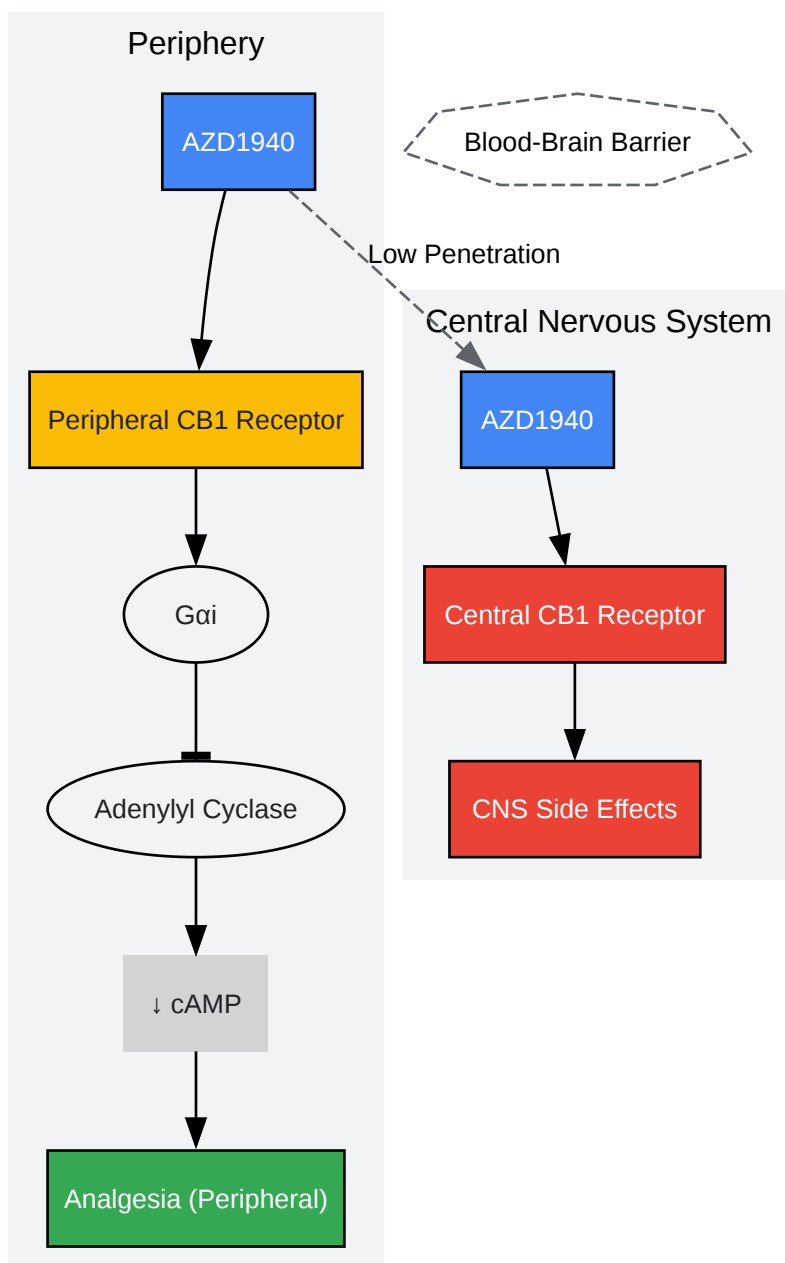 Periphery
AZD1940
Blood-Brain Barrier
Low Penetration
Central Nervous System
Peripheral CB1 Receptor
AZD1940
Gαi
Central CB1 Receptor
Adenylyl Cyclase
CNS Side Effects
↓ cAMP
Analgesia (Peripheral)